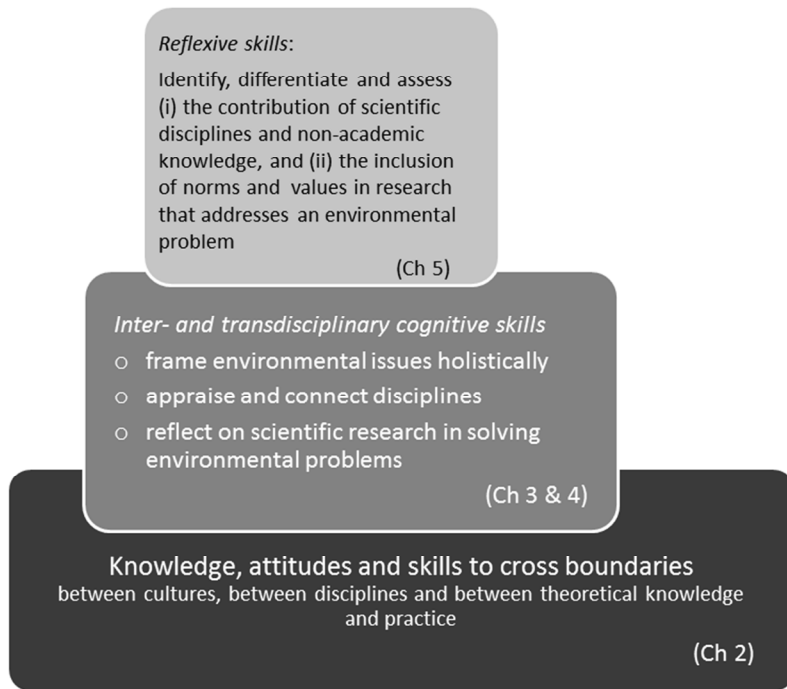 Reflexive skills:
Identify, differentiate and assess
(i) the contribution of scientific
disciplines and non-academic
knowledge, and (ii) the inclusion
of norms and values in research
that addresses an environmental
problem
(Ch 5)
Inter- and transdisciplinary cognitive skills
o frame environmental issues holistically
o appraise and connect disciplines
o reflect on scientific research in solving
environmental problems
(Ch 3 & 4)
Knowledge, attitudes and skills to cross boundaries
between cultures, between disciplines and between theoretical knowledge
and practice
(Ch 2)